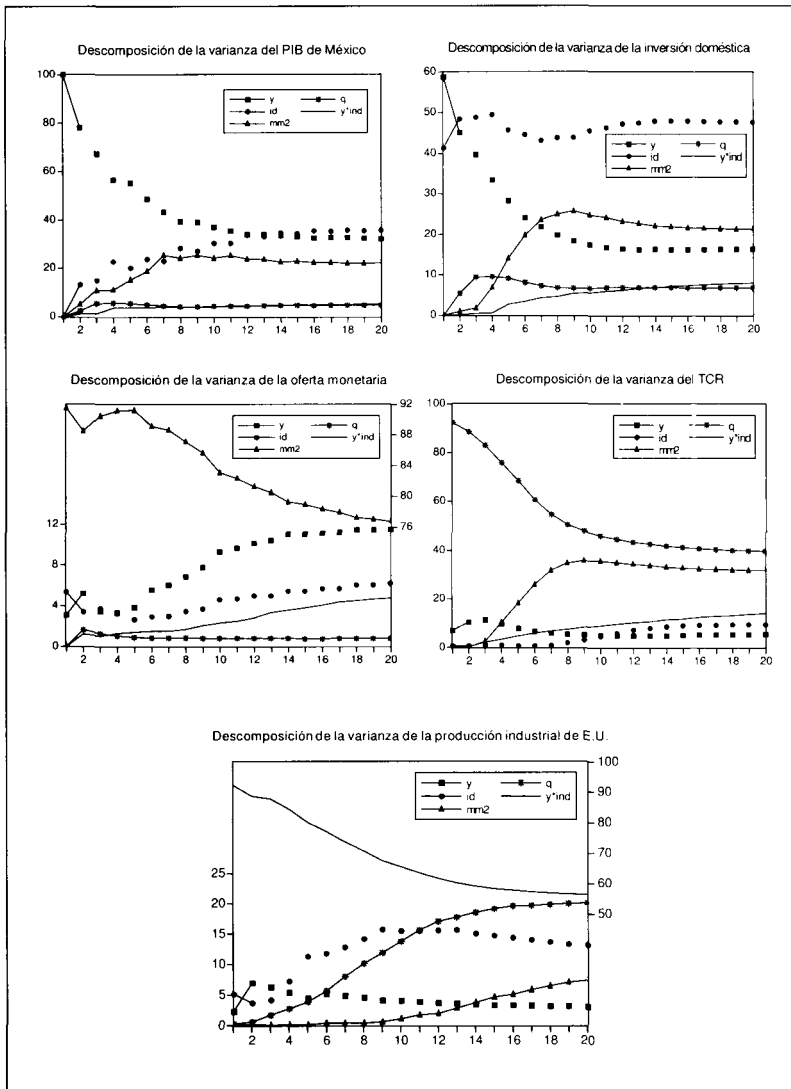 Descomposición de la varianza del PIB de México
100
80
60
40
20
0
y
q
id
y*ind
mm2
2 4 6 8 10 12 14 16 18 20
Descomposición de la varianza de la inversión doméstica
60
50
40
30
20
10
0
y
q
id
y*ind
mm2
2 4 6 8 10 12 14 16 18 20
Descomposición de la varianza de la oferta monetaria
12
8
4
0
y
q
id
y*ind
mm2
92
88
84
80
76
2 4 6 8 10 12 14 16 18 20
Descomposición de la varianza del TCR
100
80
60
40
20
0
y
q
id
y*ind
mm2
2 4 6 8 10 12 14 16 18 20
Descomposición de la varianza de la producción industrial de E.U.
25
20
15
10
5
0
y
q
id
y*ind
mm2
100
90
80
70
60
50
2 4 6 8 10 12 14 16 18 20